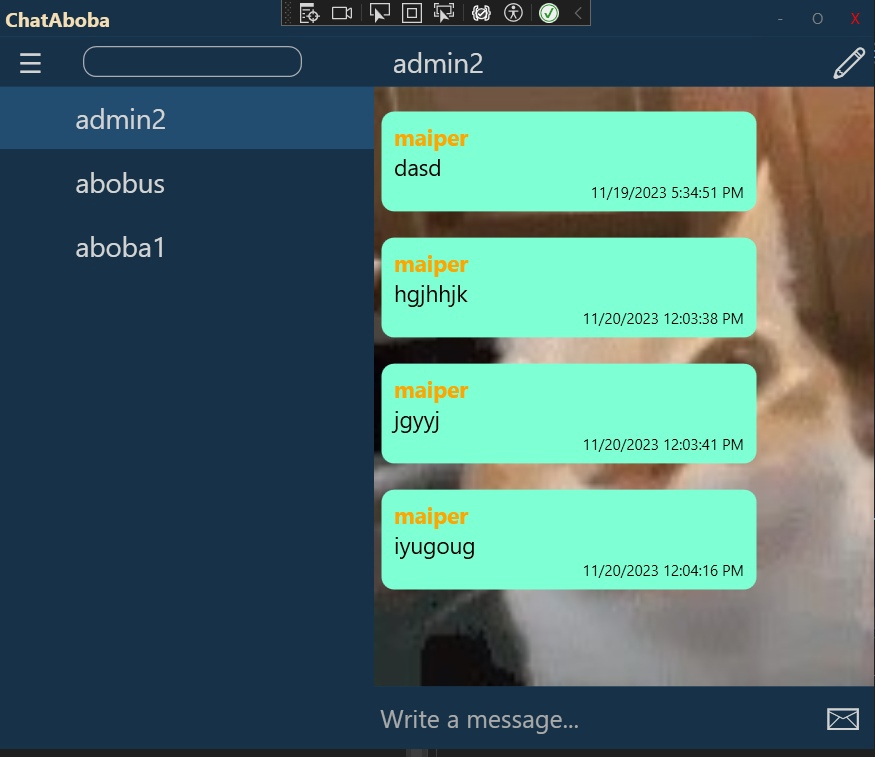 ChatAboba
- O X
admin2
admin2
abobus
aboba1
maiper
dasd
11/19/2023 5:34:51 PM
maiper
hgjhhjk
11/20/2023 12:03:38 PM
maiper
jgyyj
11/20/2023 12:03:41 PM
maiper
iyugoug
11/20/2023 12:04:16 PM
Write a message...